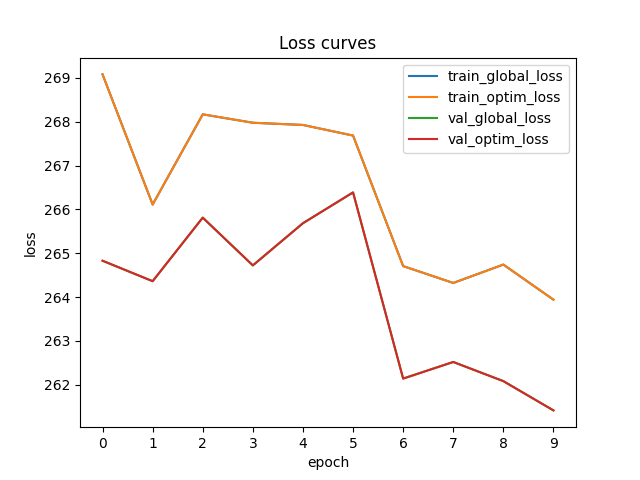 Loss curves
train_global_loss
train_optim_loss
val_global_loss
val_optim_loss
loss
269
268
267
266
265
264
263
262
0 1 2 3 4 5 6 7 8 9
epoch